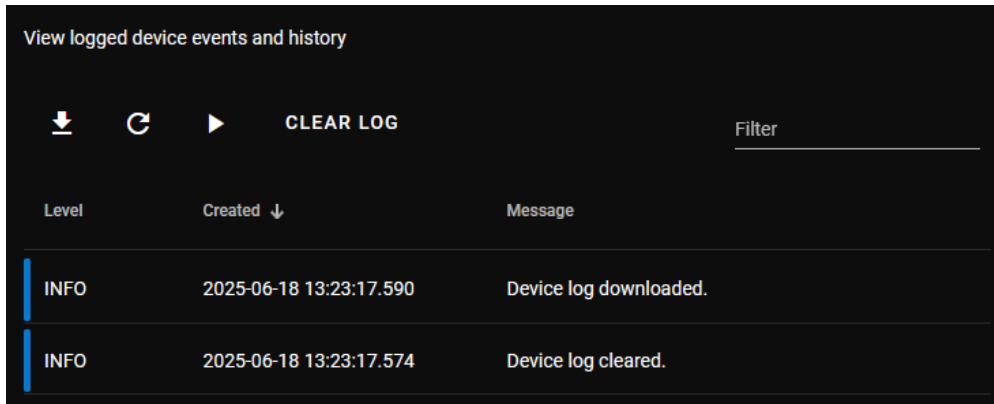 View logged device events and history
CLEAR LOG
Filter
Level Created Message
INFO 2025-06-18 13:23:17.590 Device log downloaded.
INFO 2025-06-18 13:23:17.574 Device log cleared.